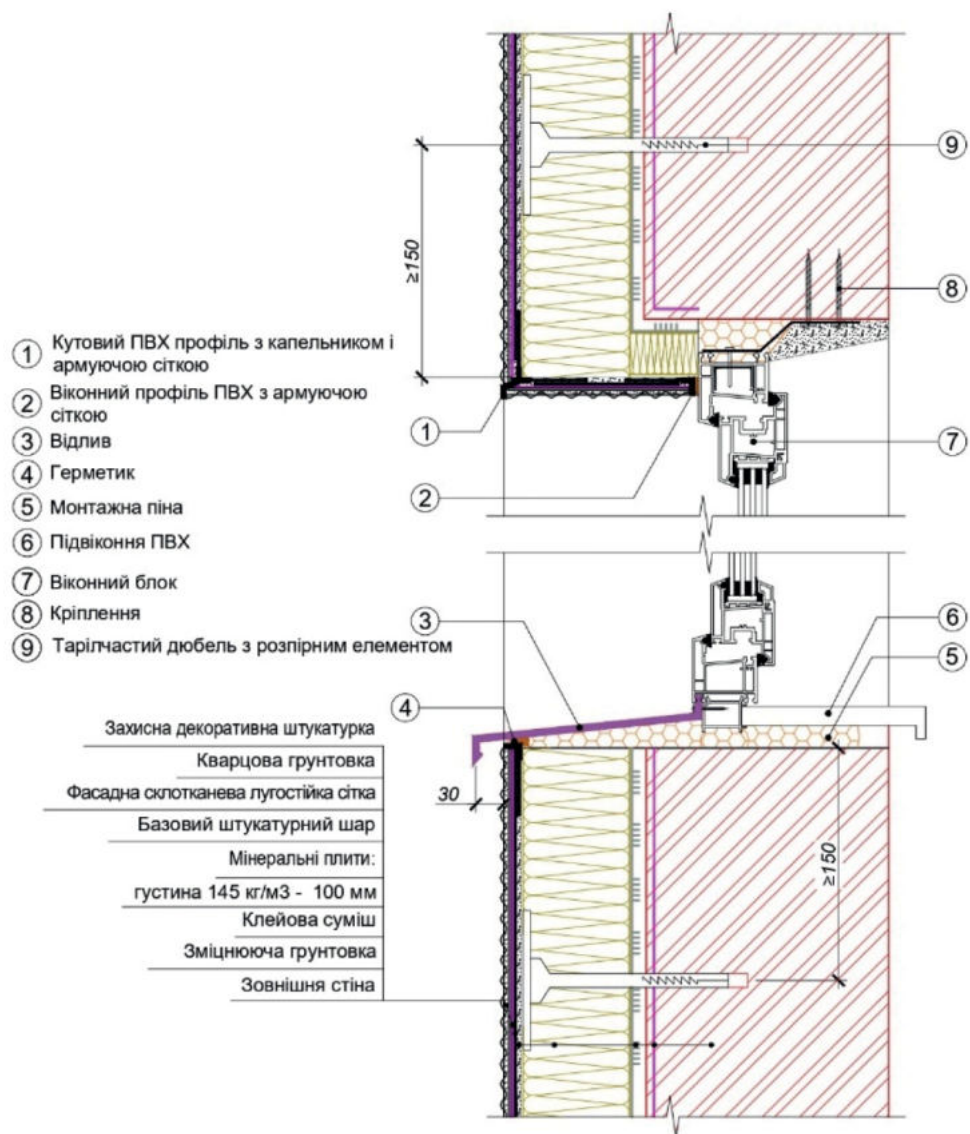 9
≥150
8
1 Кутовий ПВХ профіль з капельником і
армуючою сіткою
2 Віконний профіль ПВХ з армуючою
сіткою
3 Відлив
4 Герметик
5 Монтажна піна
6 Підвіконня ПВХ
7 Віконний блок
8 Кріплення
9 Тарілчастий дюбель з розпірним елементом
1
2
7
3
6
5
4
Захисна декоративна штукатурка
Кварцова грунтовка
Фасадна склотканева лугостійка сітка
Базовий штукатурний шар
Мінеральні плити:
густина 145 кг/м3 - 100 мм
Клейова суміш
Зміцнююча грунтовка
Зовнішня стіна
30
≥150